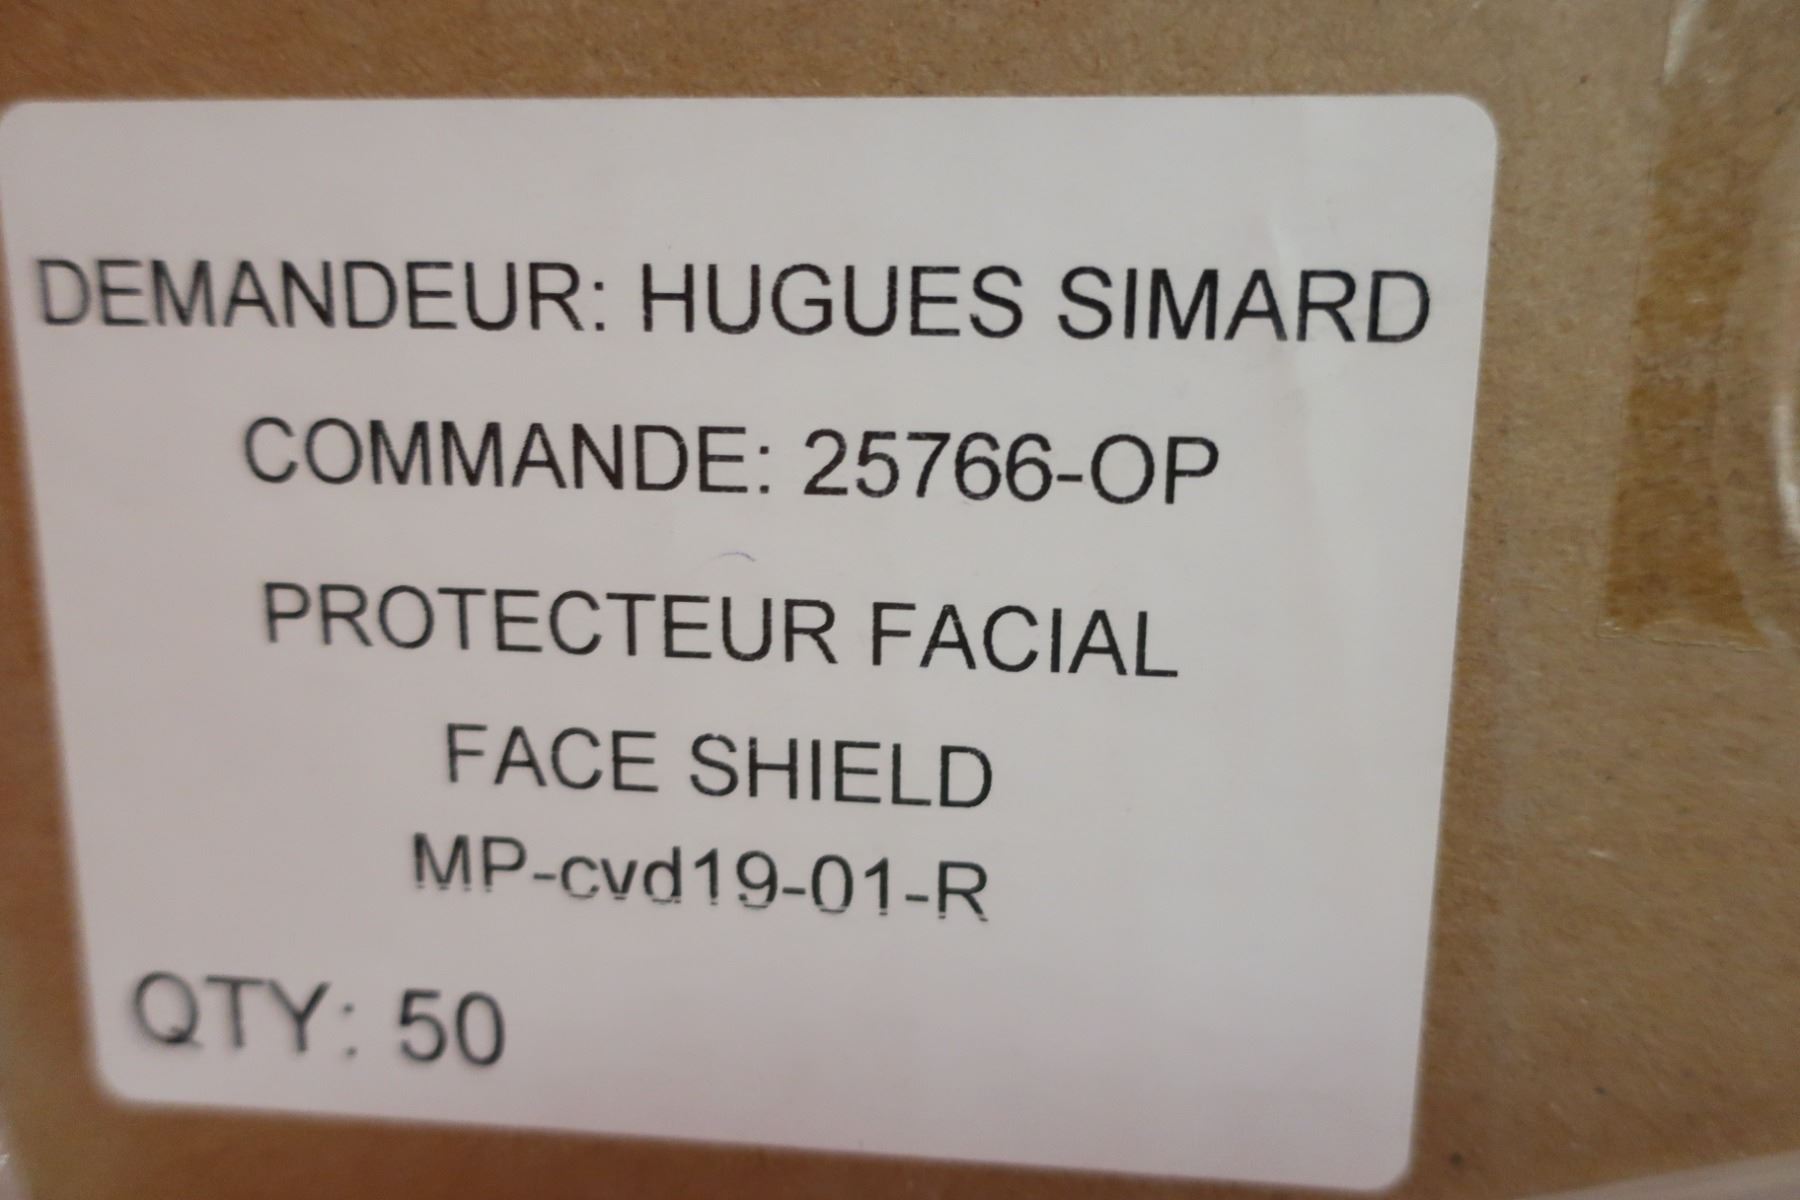 DEMANDEUR: HUGUES SIMARD
COMMANDE: 25766-OP
PROTECTEUR FACIAL
FACE SHIELD
MP-cvd19-01-R
QTY: 50